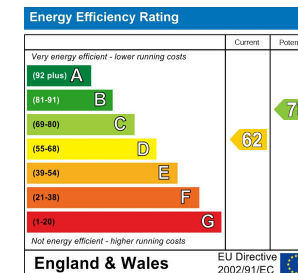 Energy Efficiency Rating
Current
Very energy efficient - lower running costs
(92 plus) A
(81-91) B
(69-80) C
(55-68) D
62
(39-54) E
(21-38) F
(1-20) G
Not energy efficient - higher running costs
England & Wales
EU Directive
2002/91/EC